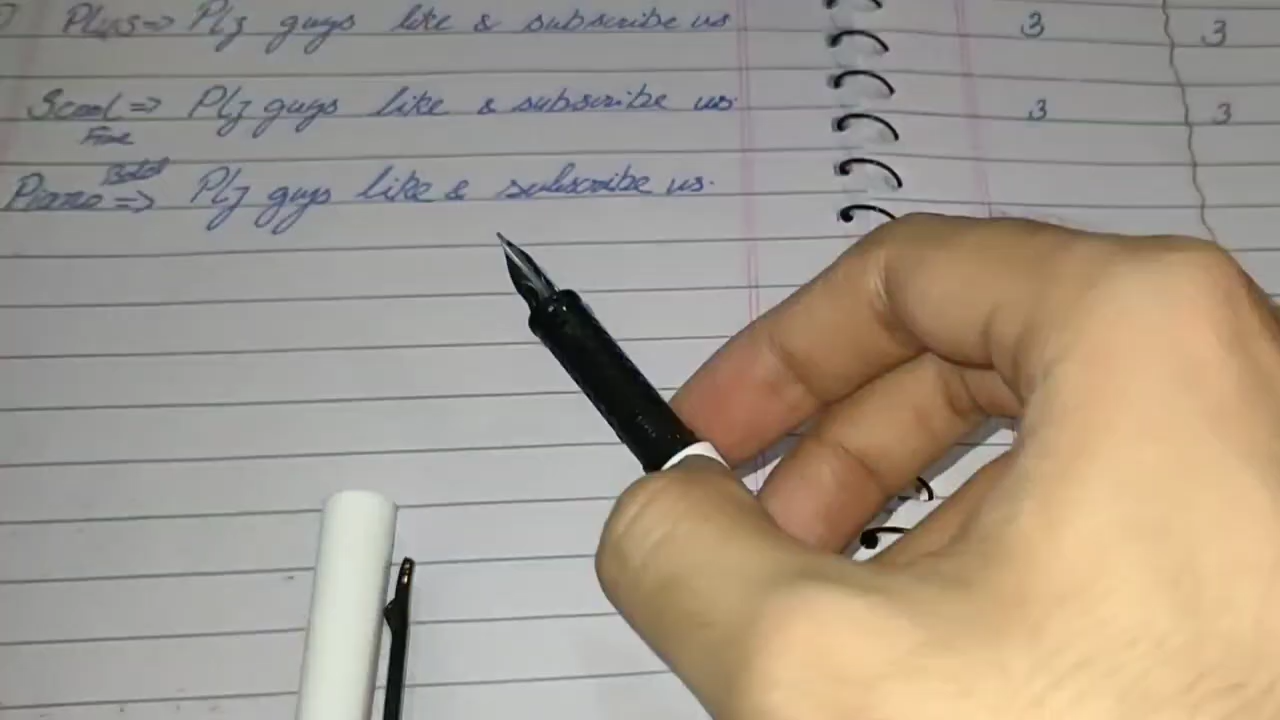 Plus => Plz guys like & subscribe us 3 3
Scool => Plz guys like & subscribe us. 3 3
Fine
Bold
Piano => Plz guys like & subscribe us.